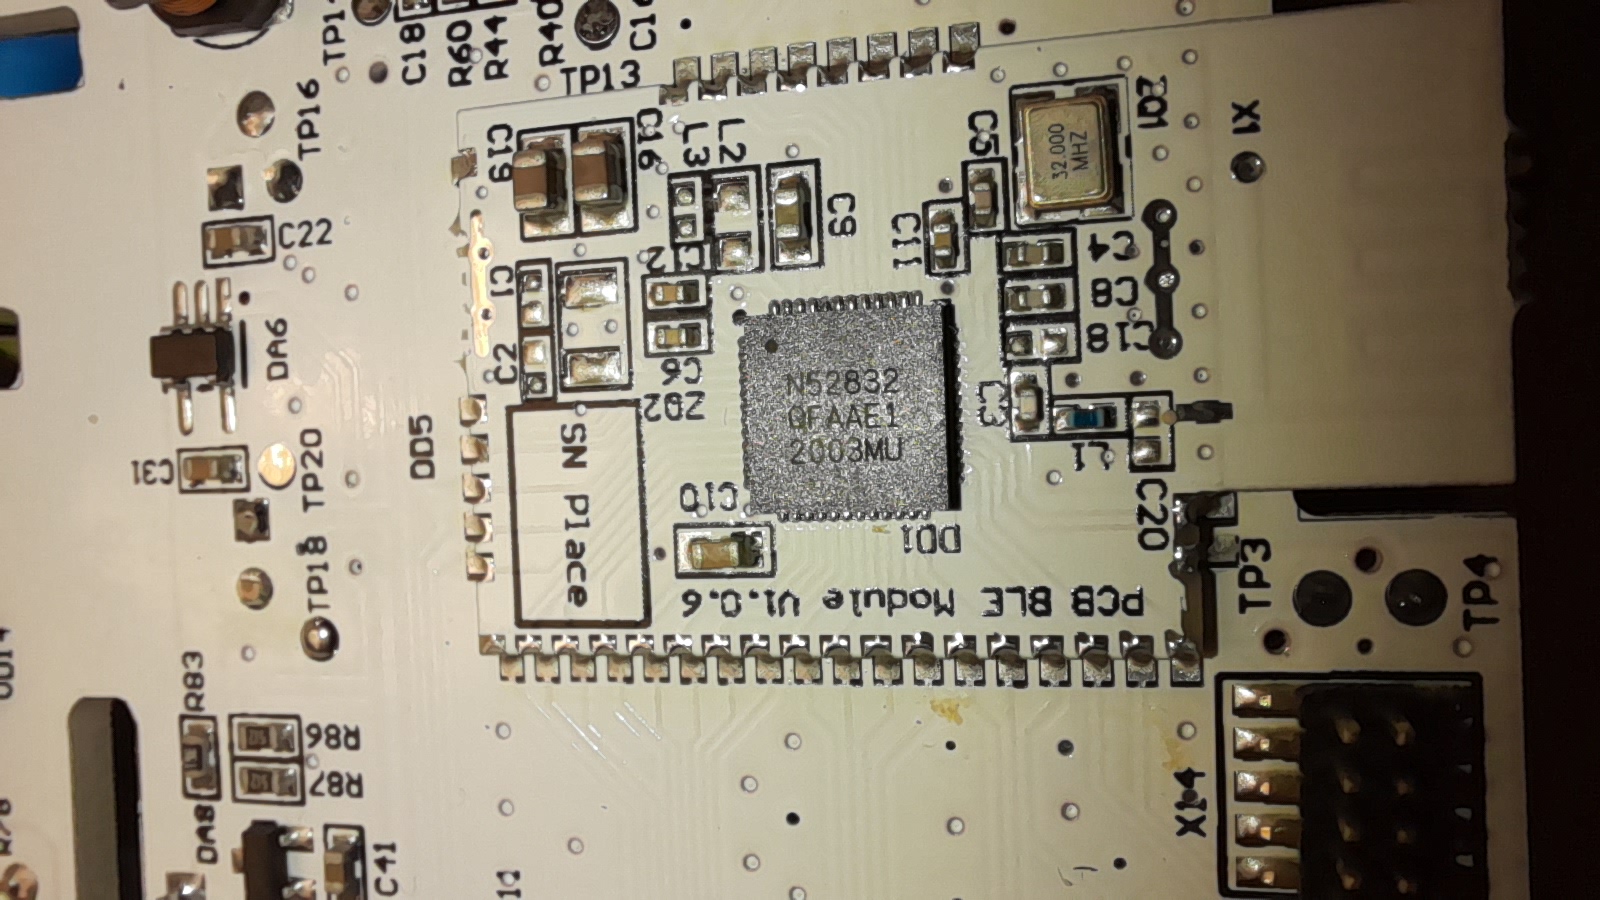 R83
DA8
C31
DA6
R87
R86
TP18
TP20
C22
TP16
C41
DD5
C18
R60
R44
R40
TP13
SN Place
C2
C1
C19
C16
ZQ2
C6
C12
L3
L2
C10
C9
PCB BLE Module V1.0.6
N52832
QFAAE1
2003MU
DD1
C11
C5
C3
L1
C18
C8
C4
32.000
MHZ
ZQ1
C20
X14
TP3
X1
TP4